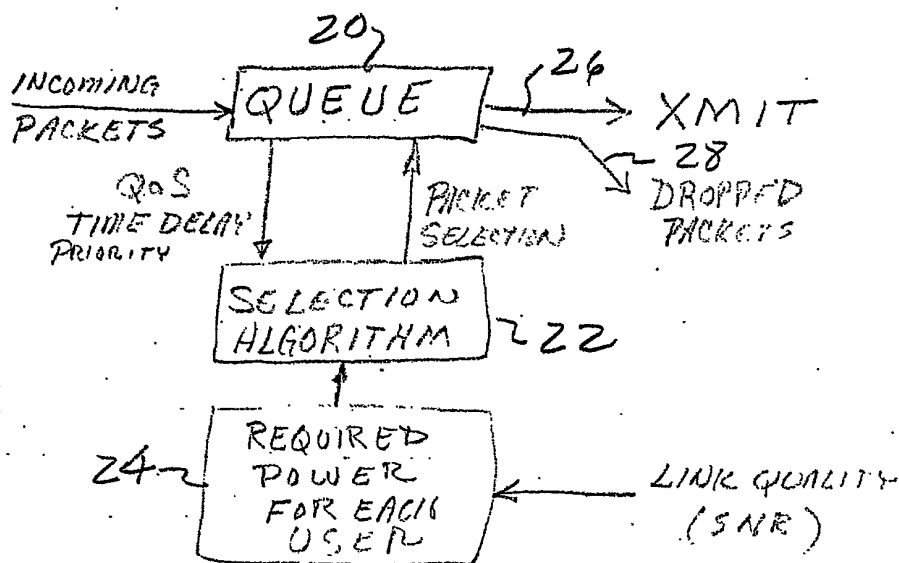 20
INCOMING
PACKETS
QUEUE
26
XMIT
28
DROPPED
PACKETS
QoS
TIME DELAY
PRIORITY
PACKET
SELECTION
SELECTION
ALGORITHM
22
24
REQUIRED
POWER
FOR EACH
USER
LINK QUALITY
(SNR)